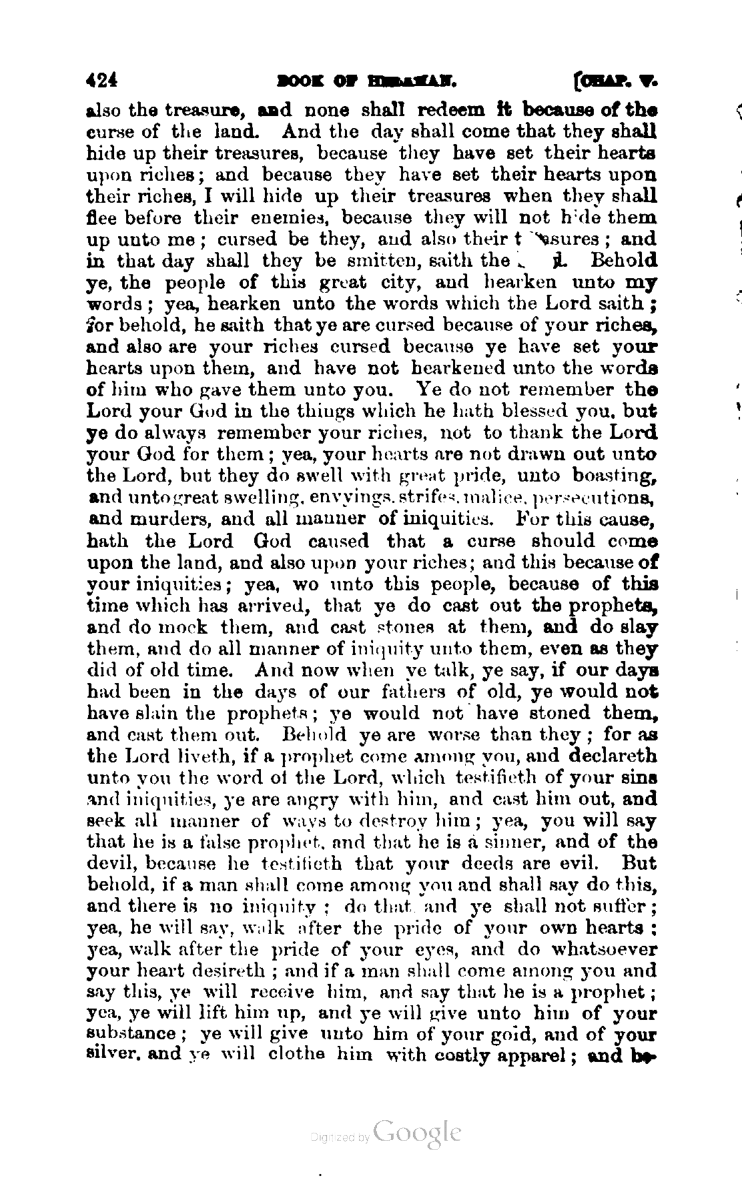 424 BOOK OF HELAMAN. [CHAP. V.
also the treasure, and none shall redeem it because of the
curse of the land. And the day shall come that they shall
hide up their treasures, because they have set their hearts
upon riches; and because they have set their hearts upon
their riches, I will hide up their treasures when they shall
flee before their enemies, because they will not hide them
up unto me; cursed be they, and also their t asures; and
in that day shall they be smitten, saith the Behold
ye, the people of this great city, and hearken unto my
words; yea, hearken unto the words which the Lord saith;
for behold, he saith that ye are cursed because of your riches,
and also are your riches cursed because ye have set your
hearts upon them, and have not hearkened unto the words
of him who gave them unto you. Ye do not remember the
Lord your God in the things which he hath blessed you, but
ye do always remember your riches, not to thank the Lord
your God for them; yea, your hearts are not drawn out unto
the Lord, but they do swell with great pride, unto boasting,
and unto great swelling, envyings, strifes, malice, persecutions,
and murders, and all manner of iniquities. For this cause,
hath the Lord God caused that a curse should come
upon the land, and also upon your riches; and this because of
your iniquities; yea, wo unto this people, because of this
time which has arrived, that ye do cast out the prophets,
and do mock them, and cast stones at them, and do slay
them, and do all manner of iniquity unto them, even as they
did of old time. And now when ye talk, ye say, if our days
had been in the days of our fathers of old, ye would not
have slain the prophets; ye would not have stoned them,
and cast them out. Behold ye are worse than they; for as
the Lord liveth, if a prophet come among you, and declareth
unto you the word of the Lord, which testifieth of your sins
and iniquities, ye are angry with him, and cast him out, and
seek all manner of ways to destroy him; yea, you will say
that he is a false prophet, and that he is a sinner, and of the
devil, because he testifieth that your deeds are evil. But
behold, if a man shall come among you and shall say do this,
and there is no iniquity; do that and ye shall not suffer;
yea, he will say, walk after the pride of your own hearts;
yea, walk after the pride of your eyes, and do whatsoever
your heart desireth; and if a man shall come among you and
say this, ye will receive him, and say that he is a prophet;
yea, ye will lift him up, and ye will give unto him of your
substance; ye will give unto him of your gold, and of your
silver, and ye will clothe him with costly apparel; and be-
Digitized by Google